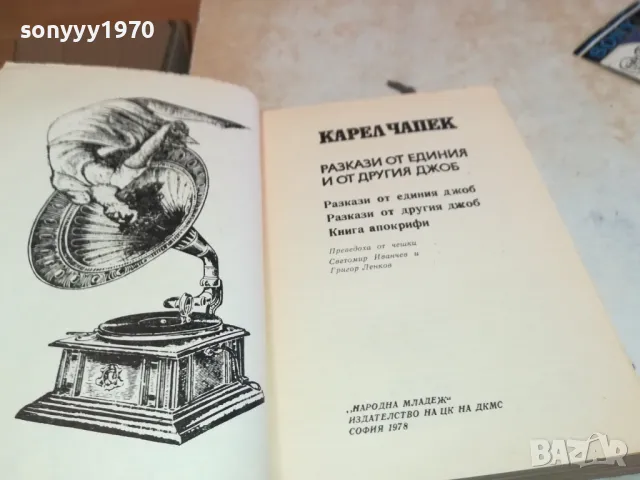 sonyyy1970
КАРЕЛ ЧАПЕК
РАЗКАЗИ ОТ ЕДИНИЯ
И ОТ ДРУГИЯ ДЖОБ
Разкази от единия джоб
Разкази от другия джоб
Книга апокрифи
Преведоха от чешки
Светомир Иванчев и
Григор Ленков
„НАРОДНА МЛАДЕЖ“
ИЗДАТЕЛСТВО НА ЦК НА ДКМС
СОФИЯ 1978
BAZAR